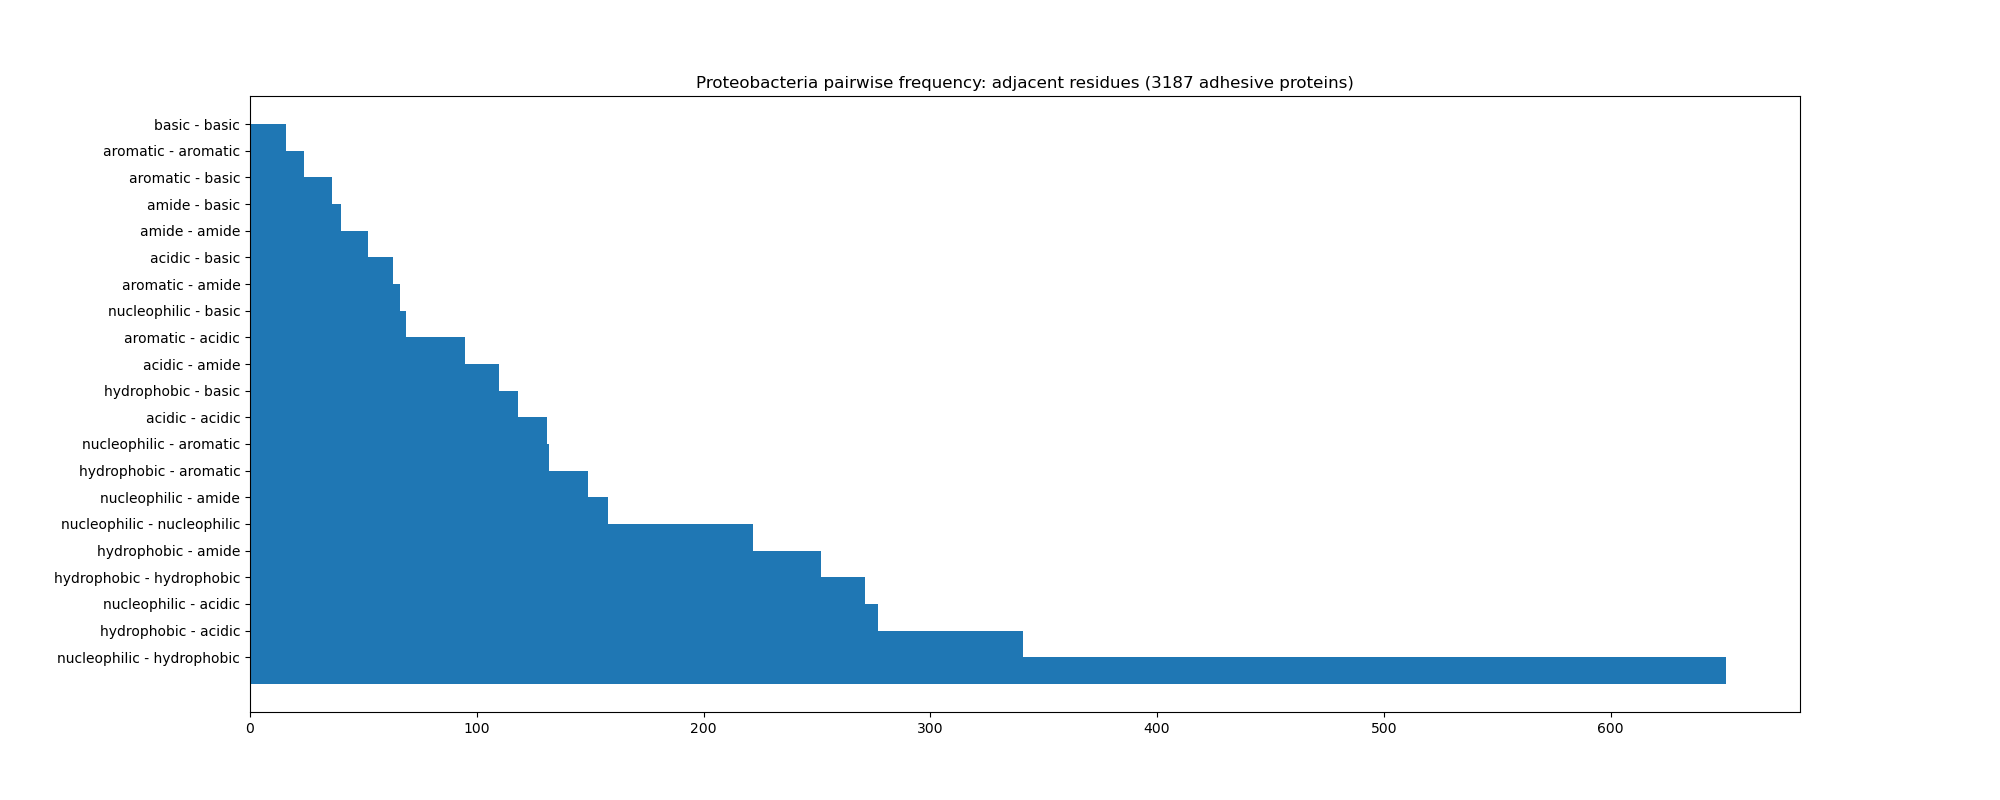 Proteobacteria pairwise frequency: adjacent residues (3187 adhesive proteins)
basic - basic
aromatic - aromatic
aromatic - basic
amide - basic
amide - amide
acidic - basic
aromatic - amide
nucleophilic - basic
aromatic - acidic
acidic - amide
hydrophobic - basic
acidic - acidic
nucleophilic - aromatic
hydrophobic - aromatic
nucleophilic - amide
nucleophilic - nucleophilic
hydrophobic - amide
hydrophobic - hydrophobic
nucleophilic - acidic
hydrophobic - acidic
nucleophilic - hydrophobic
0 100 200 300 400 500 600